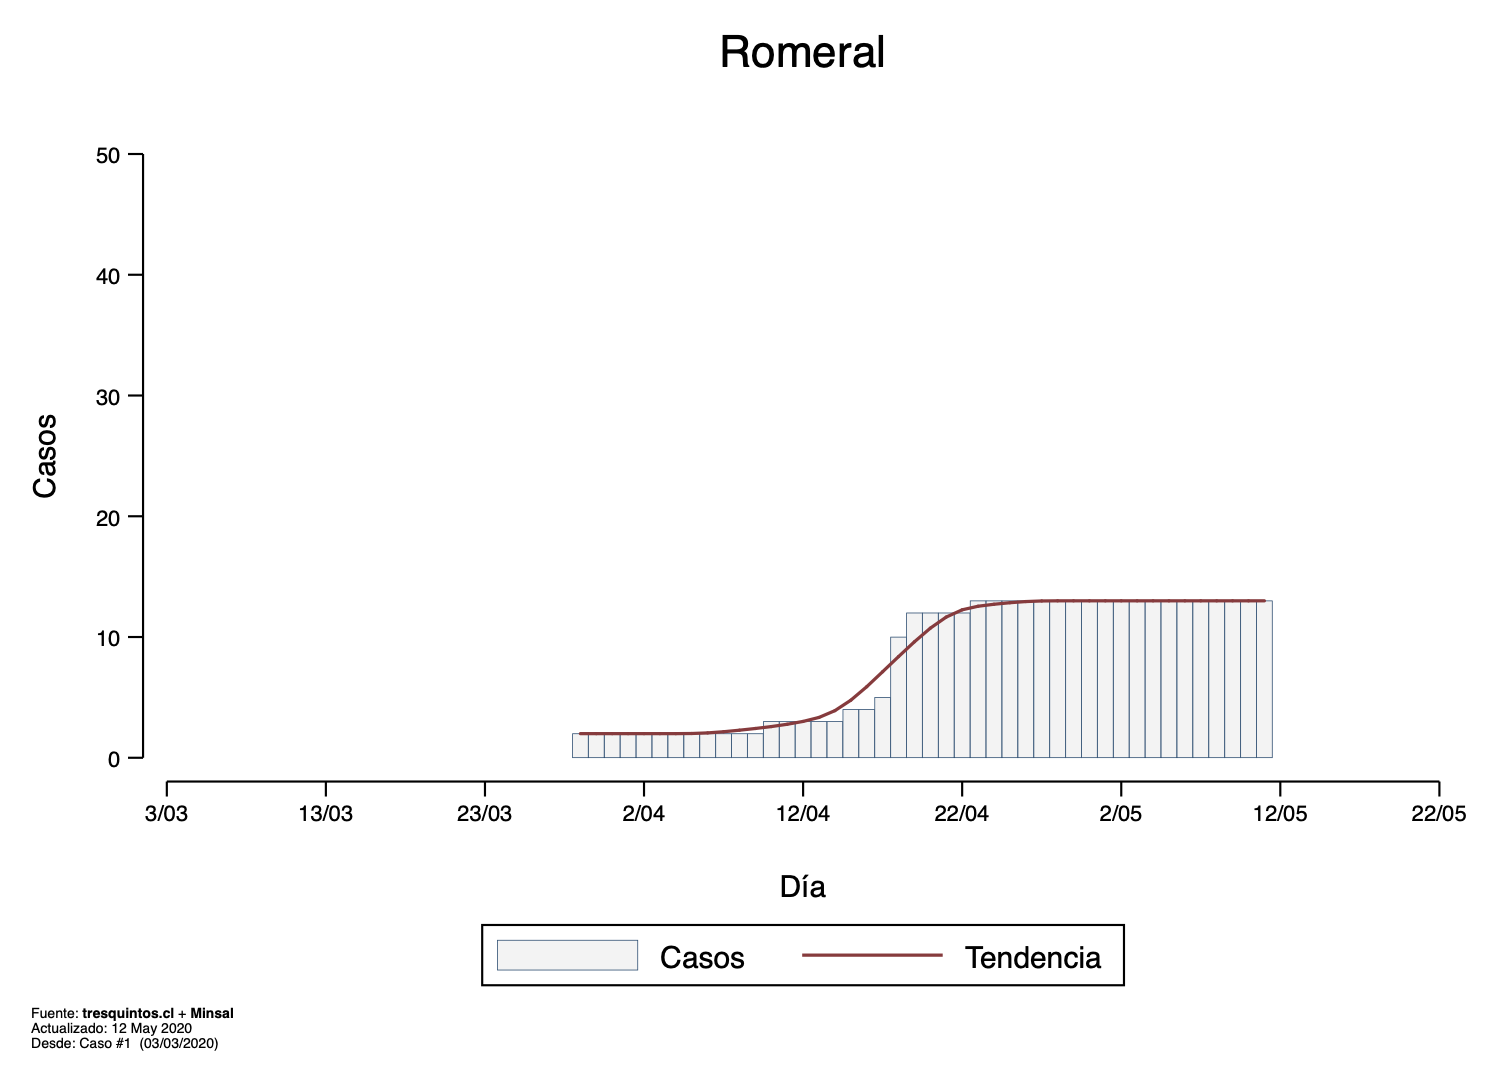 Romeral
50
40
30
20
10
0
Casos
3/03 13/03 23/03 2/04 12/04 22/04 2/05 12/05 22/05
Día
Casos Tendencia
Fuente: tresquintos.cl + Minsal
Actualizado: 12 May 2020
Desde: Caso #1 (03/03/2020)